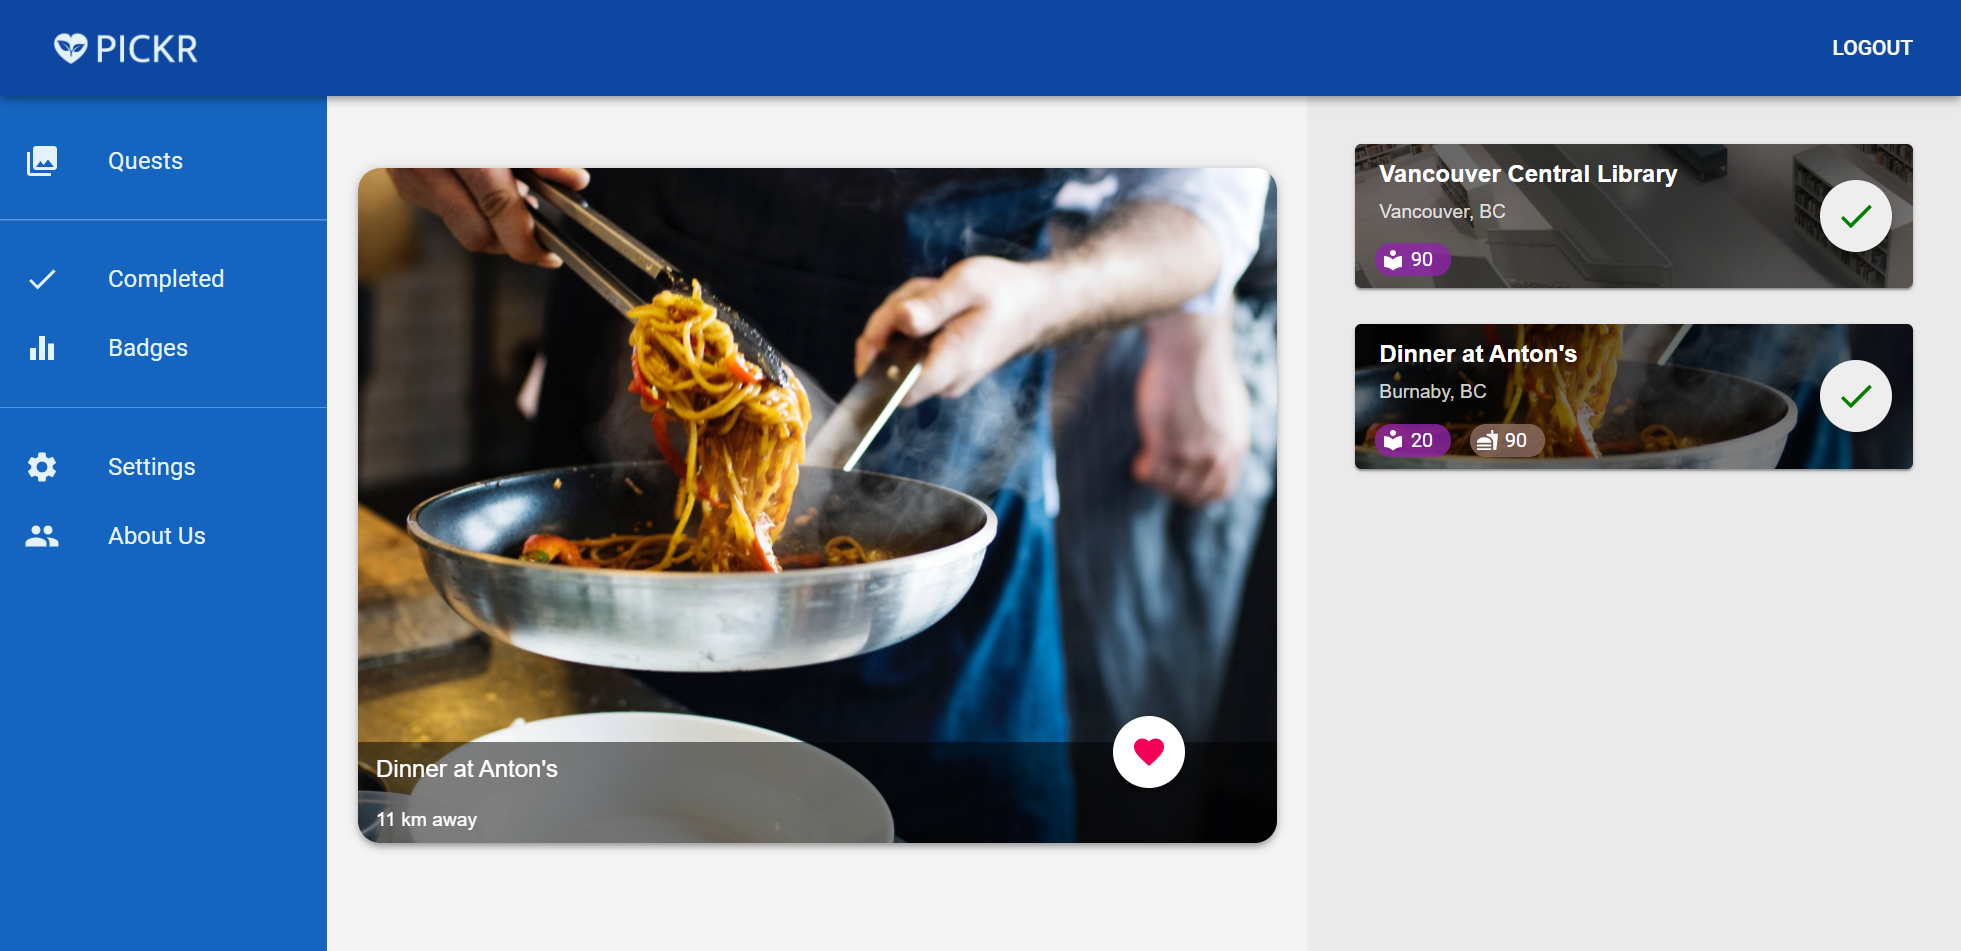 PICKR
LOGOUT
Quests
Completed
Badges
Settings
About Us
Dinner at Anton's
11 km away
Vancouver Central Library
Vancouver, BC
90
Dinner at Anton's
Burnaby, BC
20 90